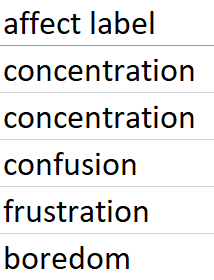 affect label
concentration
concentration
confusion
frustration
boredom